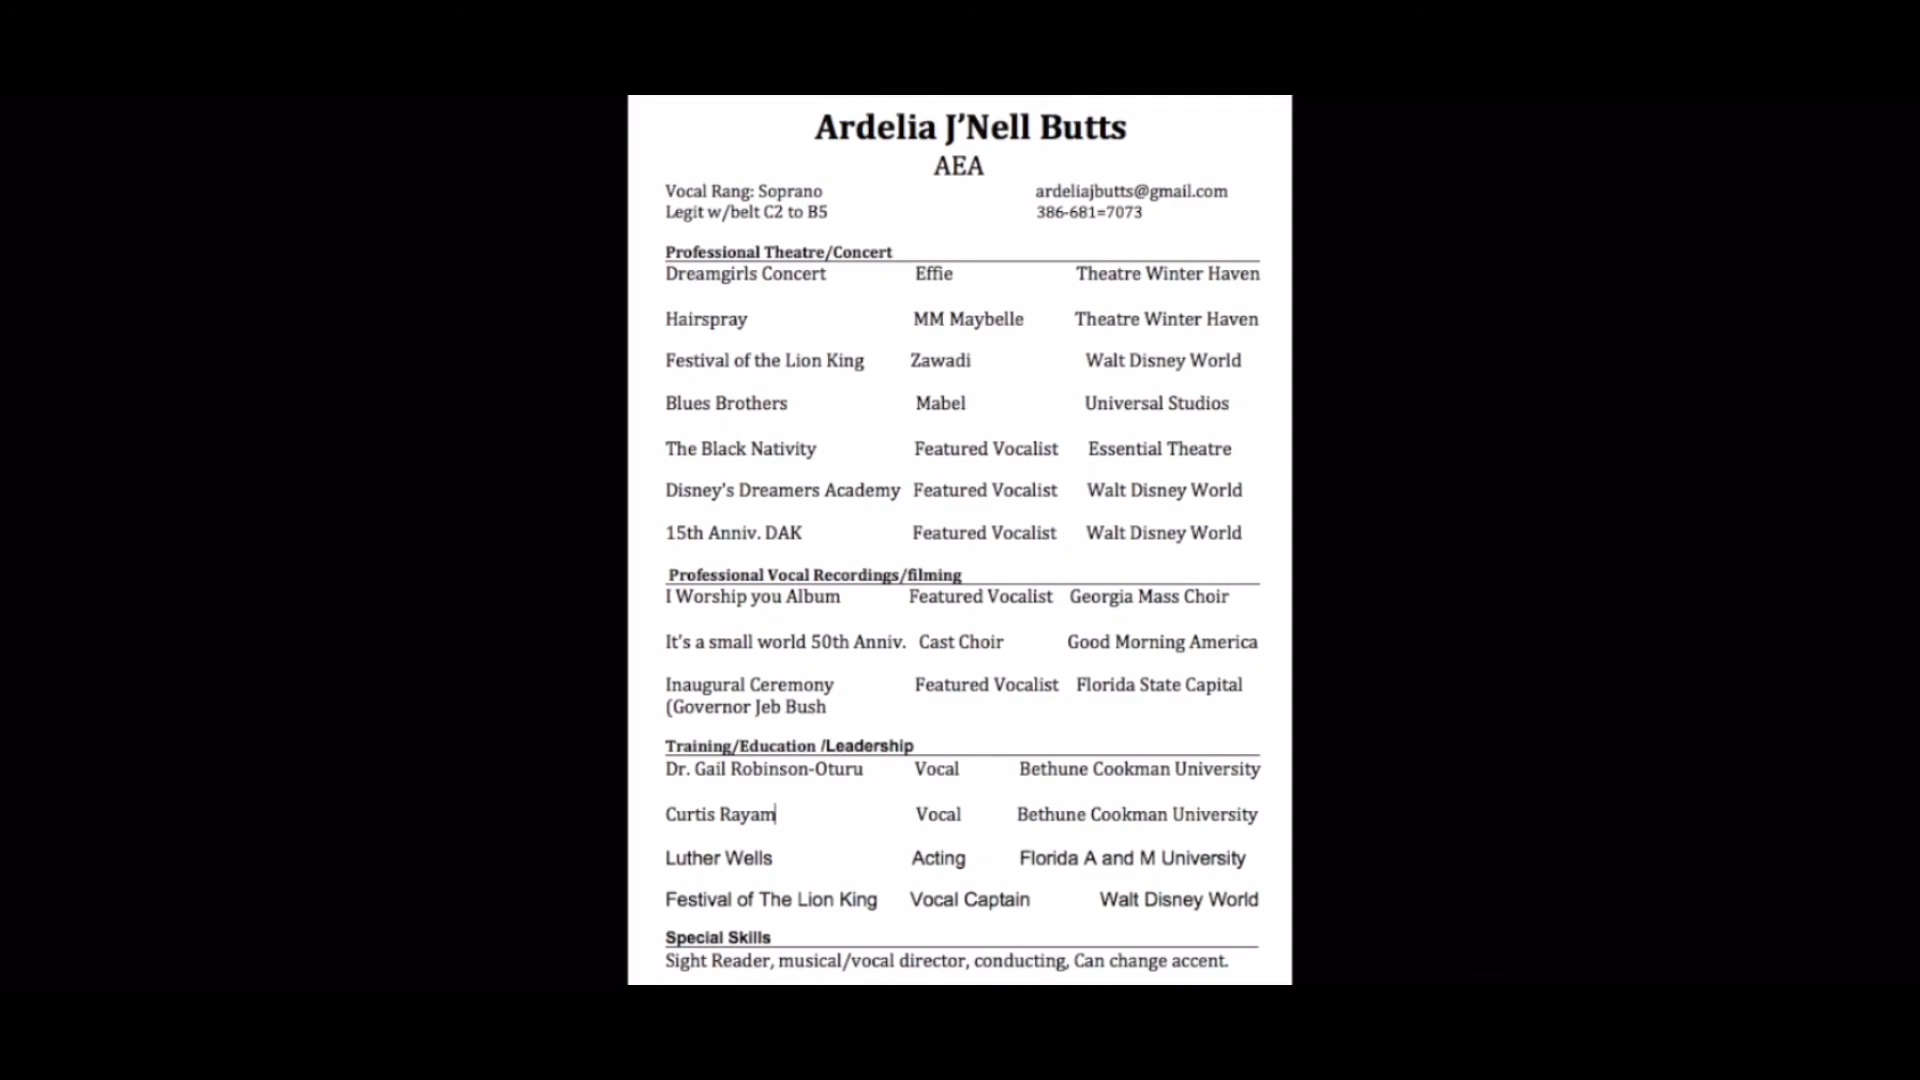 Ardelia J’Nell Butts
AEA
Vocal Rang: Soprano ardeliajbutts@gmail.com
Legit w/belt C2 to B5 386-681=7073
Professional Theatre/Concert
Dreamgirls Concert Effie Theatre Winter Haven
Hairspray MM Maybelle Theatre Winter Haven
Festival of the Lion King Zawadi Walt Disney World
Blues Brothers Mabel Universal Studios
The Black Nativity Featured Vocalist Essential Theatre
Disney's Dreamers Academy Featured Vocalist Walt Disney World
15th Anniv. DAK Featured Vocalist Walt Disney World
Professional Vocal Recordings/filming
I Worship you Album Featured Vocalist Georgia Mass Choir
It’s a small world 50th Anniv. Cast Choir Good Morning America
Inaugural Ceremony Featured Vocalist Florida State Capital
(Governor Jeb Bush
Training/Education /Leadership
Dr. Gail Robinson-Oturu Vocal Bethune Cookman University
Curtis Rayam Vocal Bethune Cookman University
Luther Wells Acting Florida A and M University
Festival of The Lion King Vocal Captain Walt Disney World
Special Skills
Sight Reader, musical/vocal director, conducting, Can change accent.